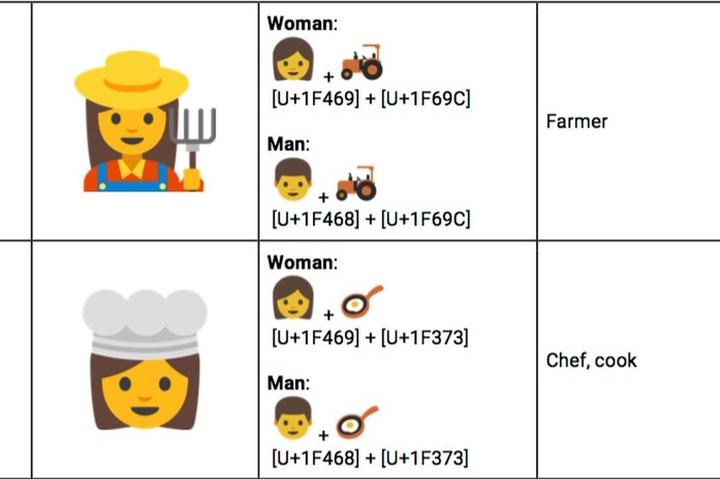 Woman:
+
[U+1F469] + [U+1F69C]
Man:
+
[U+1F468] + [U+1F69C]
Farmer
Woman:
+
[U+1F469] + [U+1F373]
Man:
+
[U+1F468] + [U+1F373]
Chef, cook